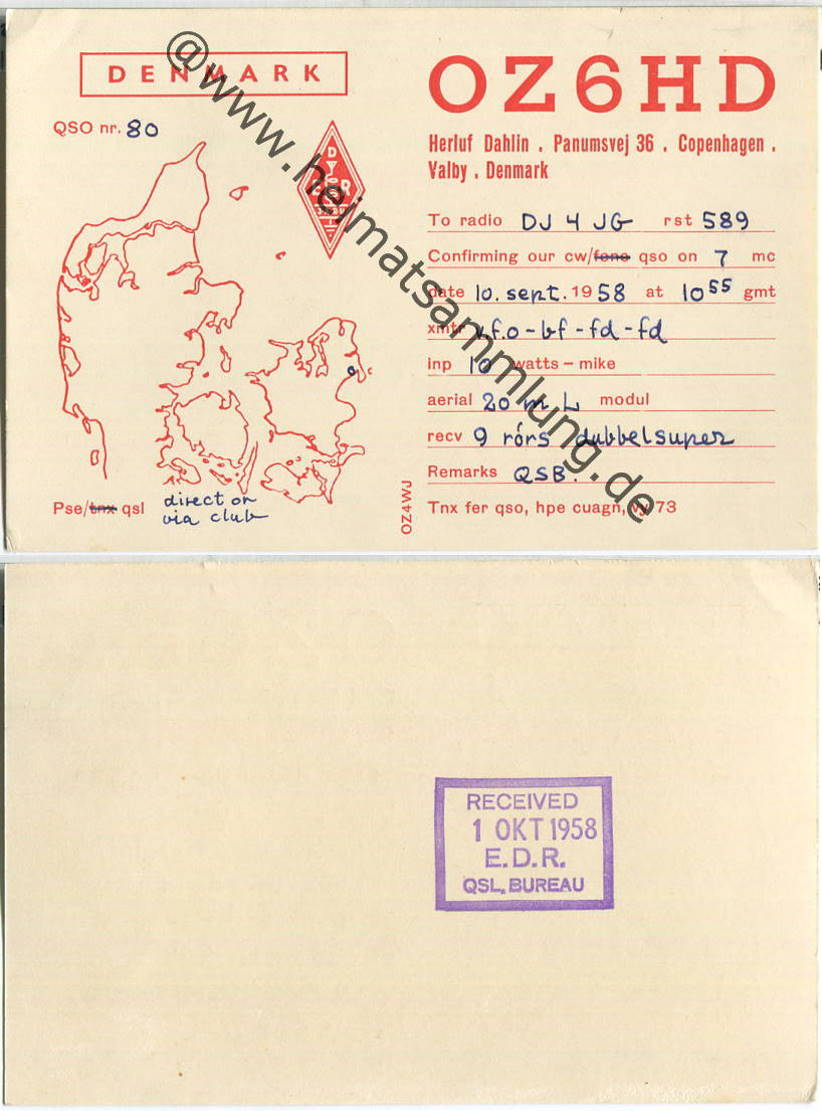 DENMARK
QSO nr. 80
OZ6HD
Herluf Dahlin . Panumsvej 36 . Copenhagen .
Valby . Denmark
To radio DJ 4 JG rst 589
Confirming our cw/fono qso on 7 mc
date 10. sept. 1958 at 10⁵⁵ gmt
xmtr v.f.o - bf - fd - fd
inp 10 watts – mike
aerial 20 m L modul
recv 9 rörs dubbelsuper
Remarks QSB.
Tnx fer qso, hpe cuagn, vy 73
Pse/tnx qsl direct or
via club
OZ4WJ
@www.heimatsammlung.de
RECEIVED
1 OKT 1958
E.D.R.
QSL. BUREAU